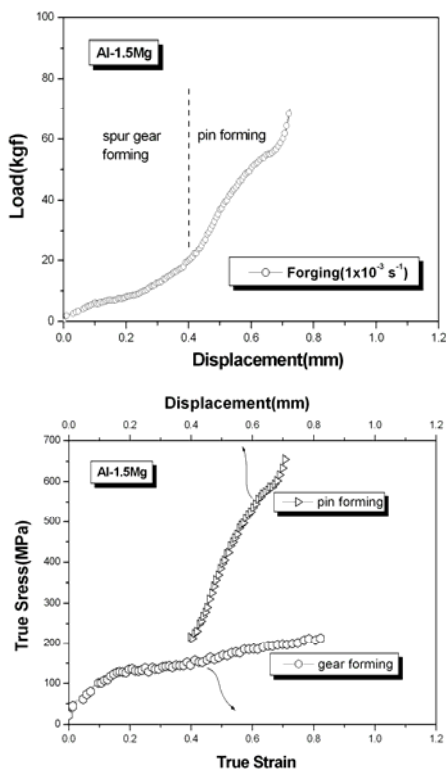 100
80
60
40
20
0
Load(kgf)
Al-1.5Mg
spur gear
forming
pin forming
Forging(1x10⁻³ s⁻¹)
0.0 0.2 0.4 0.6 0.8 1.0 1.2
Displacement(mm)
Displacement(mm)
0.0 0.2 0.4 0.6 0.8 1.0 1.2
700
600
500
400
300
200
100
0
True Sress(MPa)
Al-1.5Mg
pin forming
gear forming
0.0 0.2 0.4 0.6 0.8 1.0 1.2
True Strain